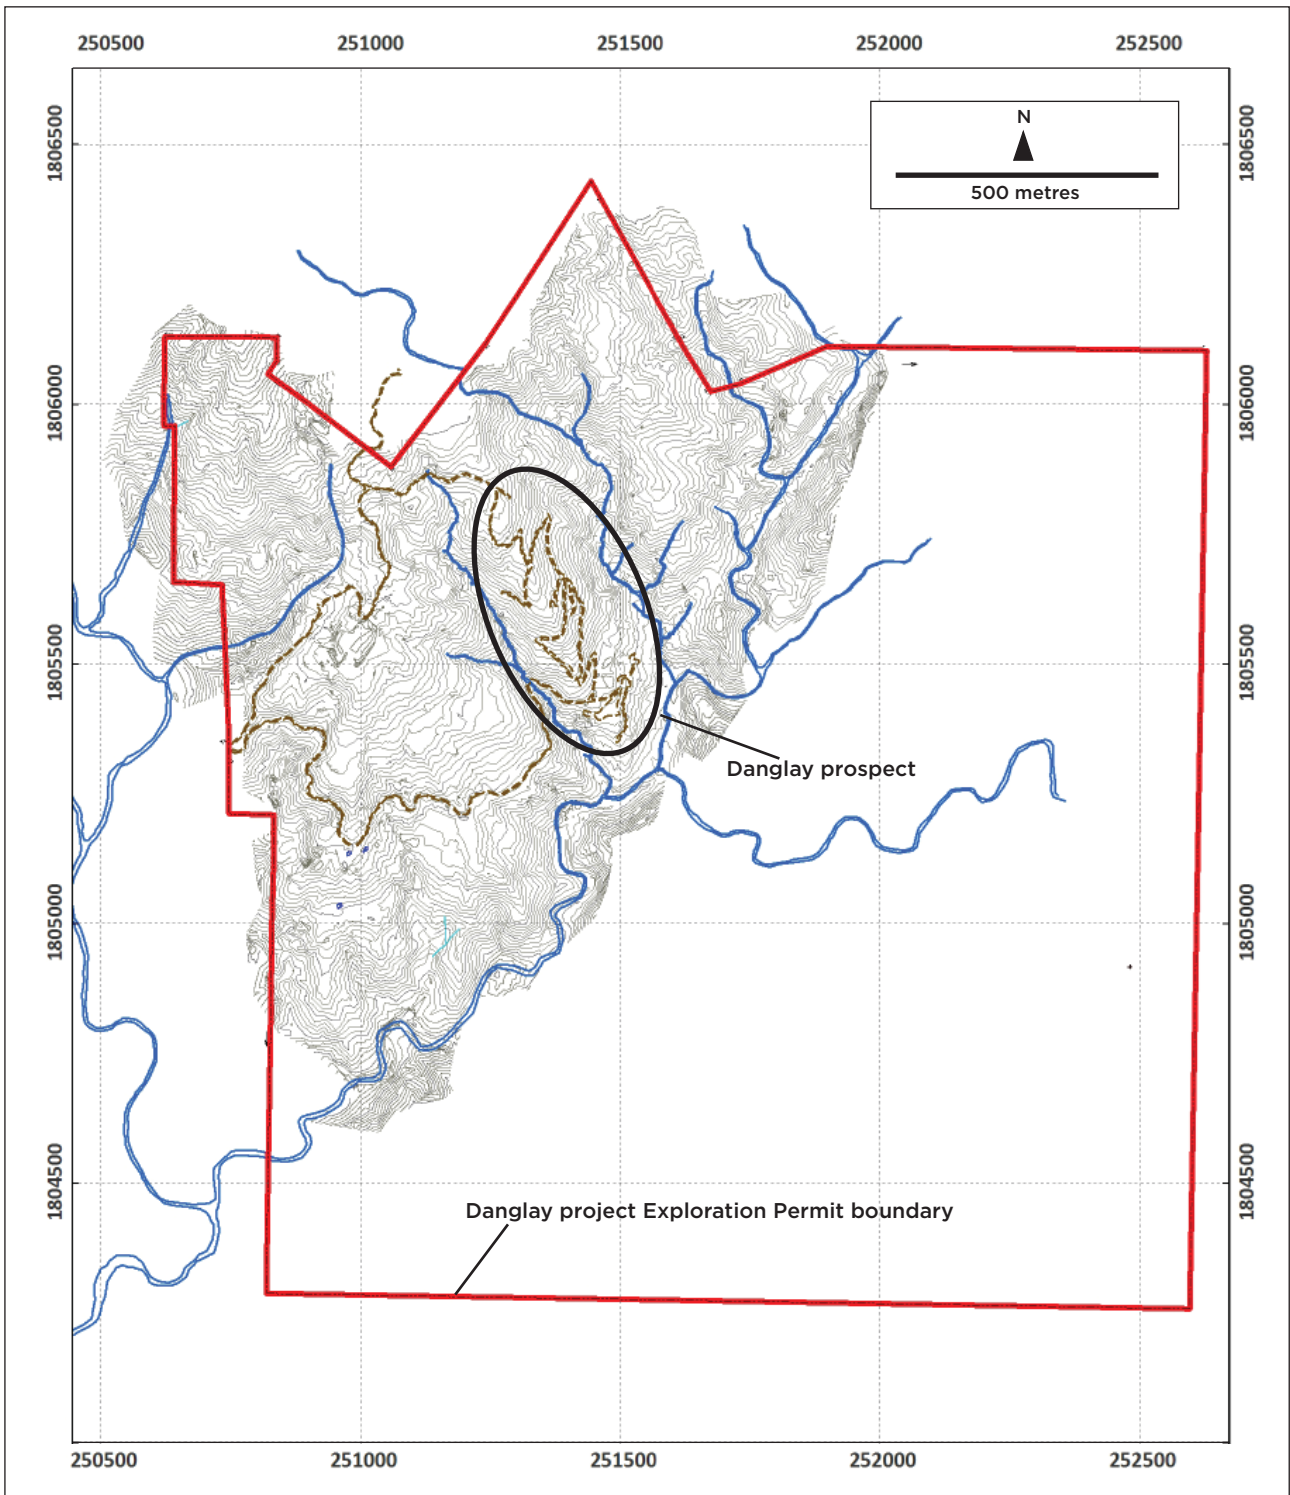 250500 251000 251500 252000 252500
N
500 metres
1806500 1806500
1806000 1806000
1805500 1805500
Danglay prospect
1805000 1805000
1804500 1804500
Danglay project Exploration Permit boundary
250500 251000 251500 252000 252500